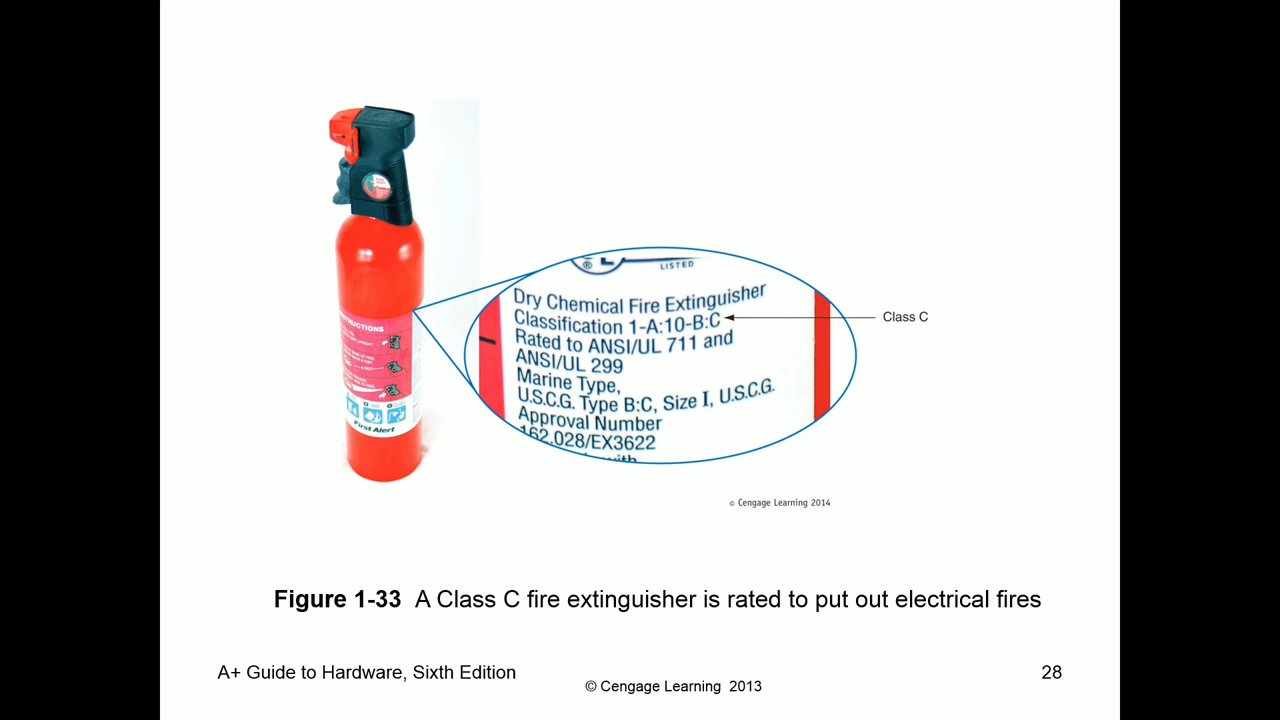 INSTRUCTIONS
First Alert
® L
LISTED
Dry Chemical Fire Extinguisher
Classification 1-A:10-B:C
Rated to ANSI/UL 711 and
ANSI/UL 299
Marine Type,
U.S.C.G. Type B:C, Size I, U.S.C.G.
Approval Number
162.028/EX3622
with
Class C
© Cengage Learning 2014
Figure 1-33 A Class C fire extinguisher is rated to put out electrical fires
A+ Guide to Hardware, Sixth Edition
© Cengage Learning 2013
28